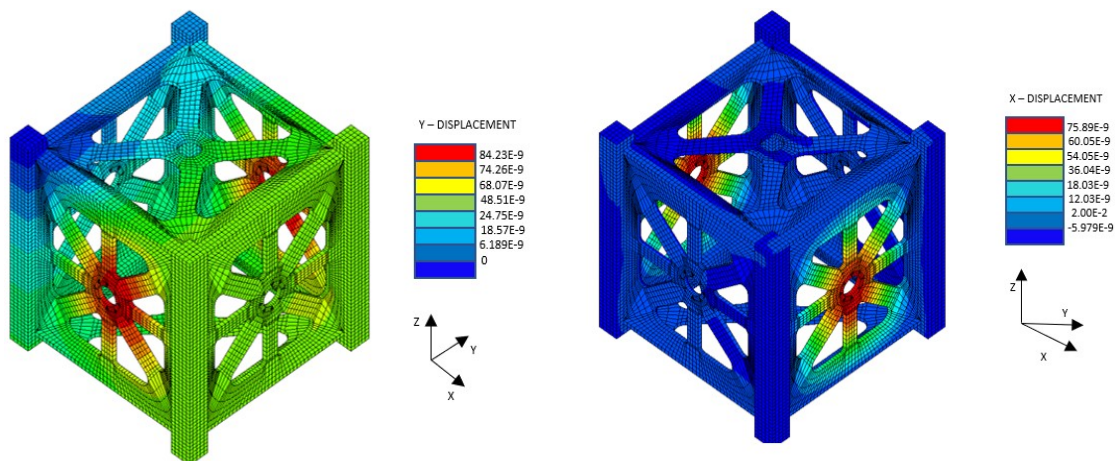 Y – DISPLACEMENT
84.23E-9
74.26E-9
68.07E-9
48.51E-9
24.75E-9
18.57E-9
6.189E-9
0
Z
Y
X
X – DISPLACEMENT
75.89E-9
60.05E-9
54.05E-9
36.04E-9
18.03E-9
12.03E-9
2.00E-2
-5.979E-9
Z
Y
X